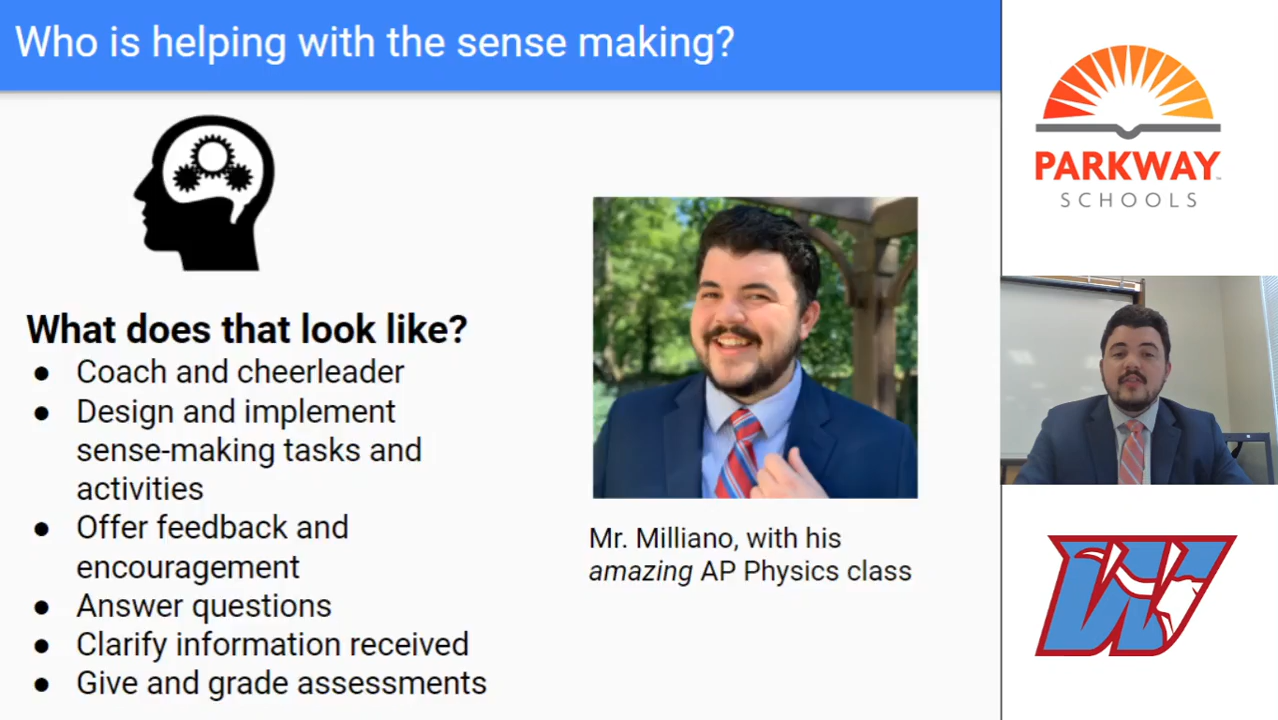 Who is helping with the sense making?
What does that look like?
● Coach and cheerleader
● Design and implement
sense-making tasks and
activities
● Offer feedback and
encouragement
● Answer questions
● Clarify information received
● Give and grade assessments
Mr. Milliano, with his
amazing AP Physics class
PARKWAY
SCHOOLS
W